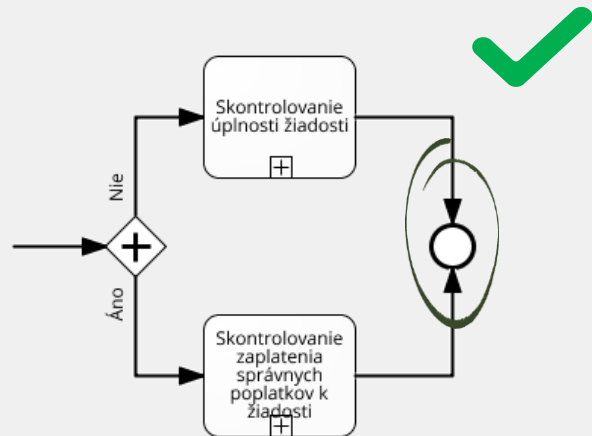 Skontrolovanie
úplnosti žiadosti
Nie
Áno
Skontrolovanie
zaplatenia
správnych
poplatkov k
žiadosti